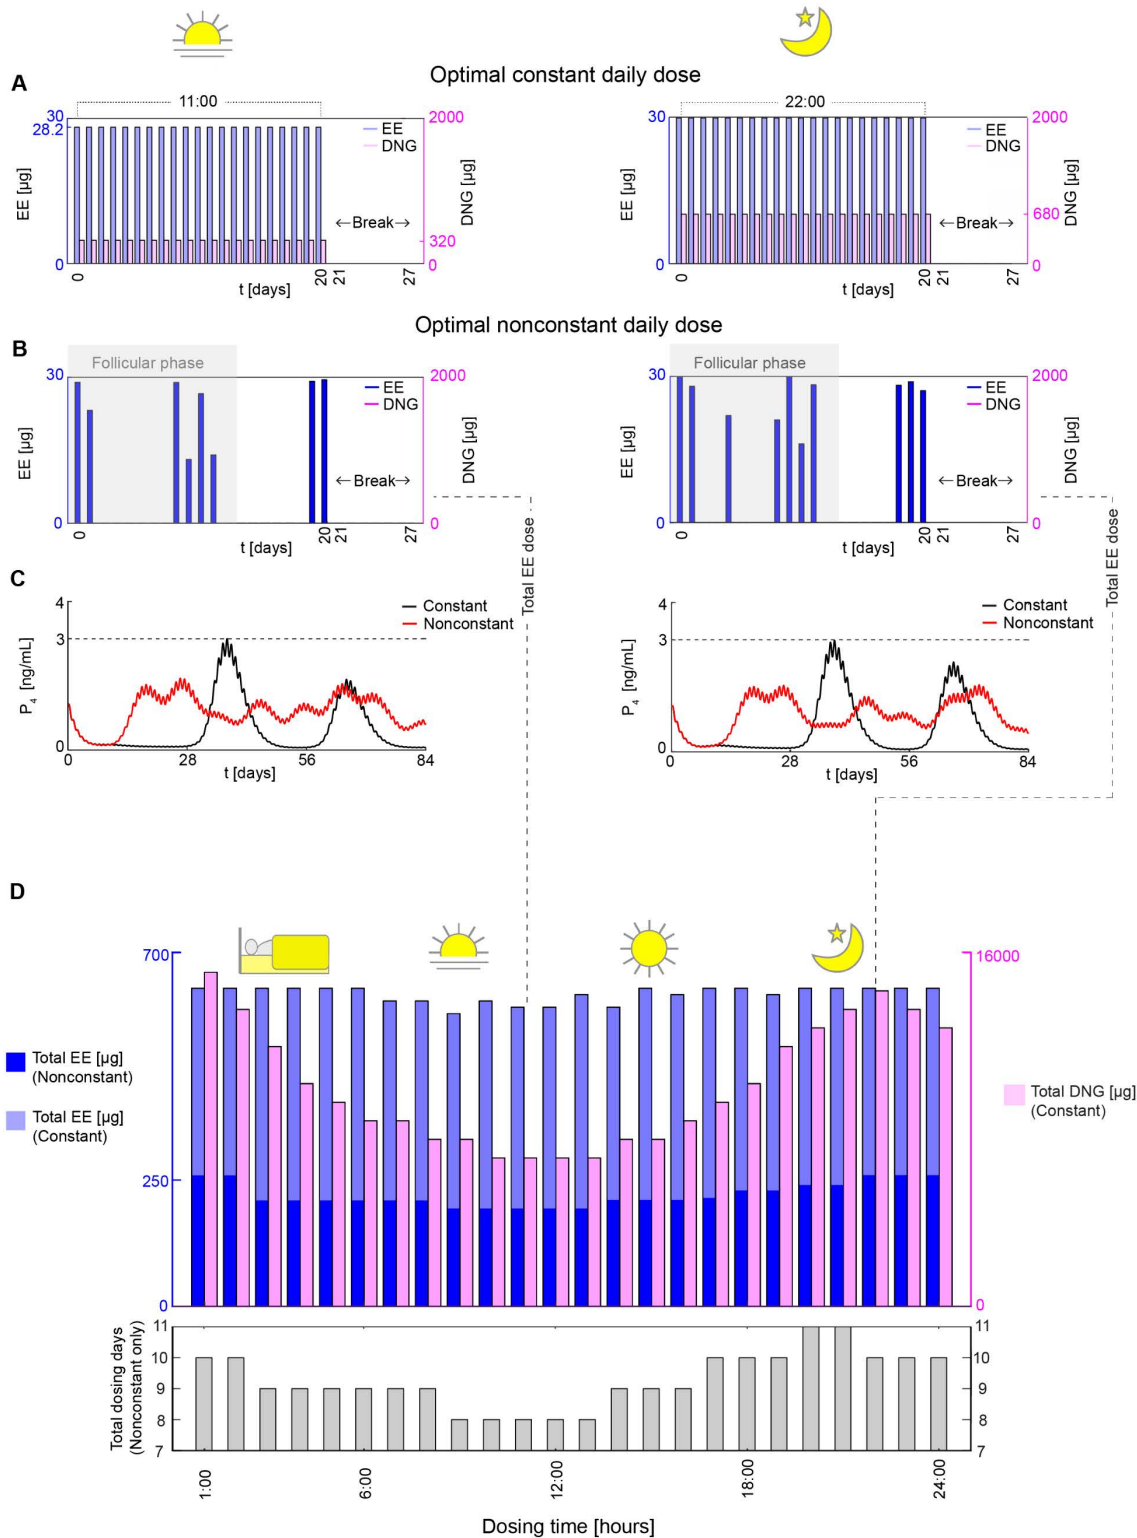 A
Optimal constant daily dose
11:00
30
28.2
0
EE [µg]
EE
DNG
←Break→
2000
320
0
DNG [µg]
0
20
21
27
t [days]
22:00
30
0
EE [µg]
EE
DNG
←Break→
2000
680
0
DNG [µg]
0
20
21
27
t [days]
Optimal nonconstant daily dose
B
Follicular phase
30
0
EE [µg]
EE
DNG
←Break→
2000
0
DNG [µg]
0
20
21
27
t [days]
Total EE dose
Follicular phase
30
0
EE [µg]
EE
DNG
←Break→
2000
0
DNG [µg]
0
20
21
27
t [days]
Total EE dose
C
4
3
0
P4 [ng/mL]
Constant
Nonconstant
0 28 56 84
t [days]
4
3
0
P4 [ng/mL]
Constant
Nonconstant
0 28 56 84
t [days]
D
700
250
0
16000
0
Total EE [µg]
(Nonconstant)
Total EE [µg]
(Constant)
Total DNG [µg]
(Constant)
Total dosing days
(Nonconstant only)
11
10
9
8
7
11
10
9
8
7
1:00
6:00
12:00
18:00
24:00
Dosing time [hours]